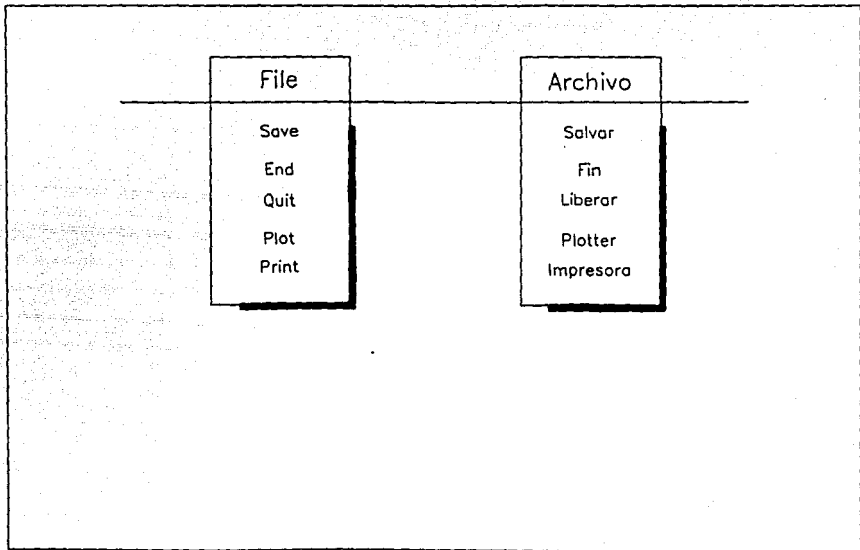 File
Save
End
Quit
Plot
Print
Archivo
Salvar
Fin
Liberar
Plotter
Impresora